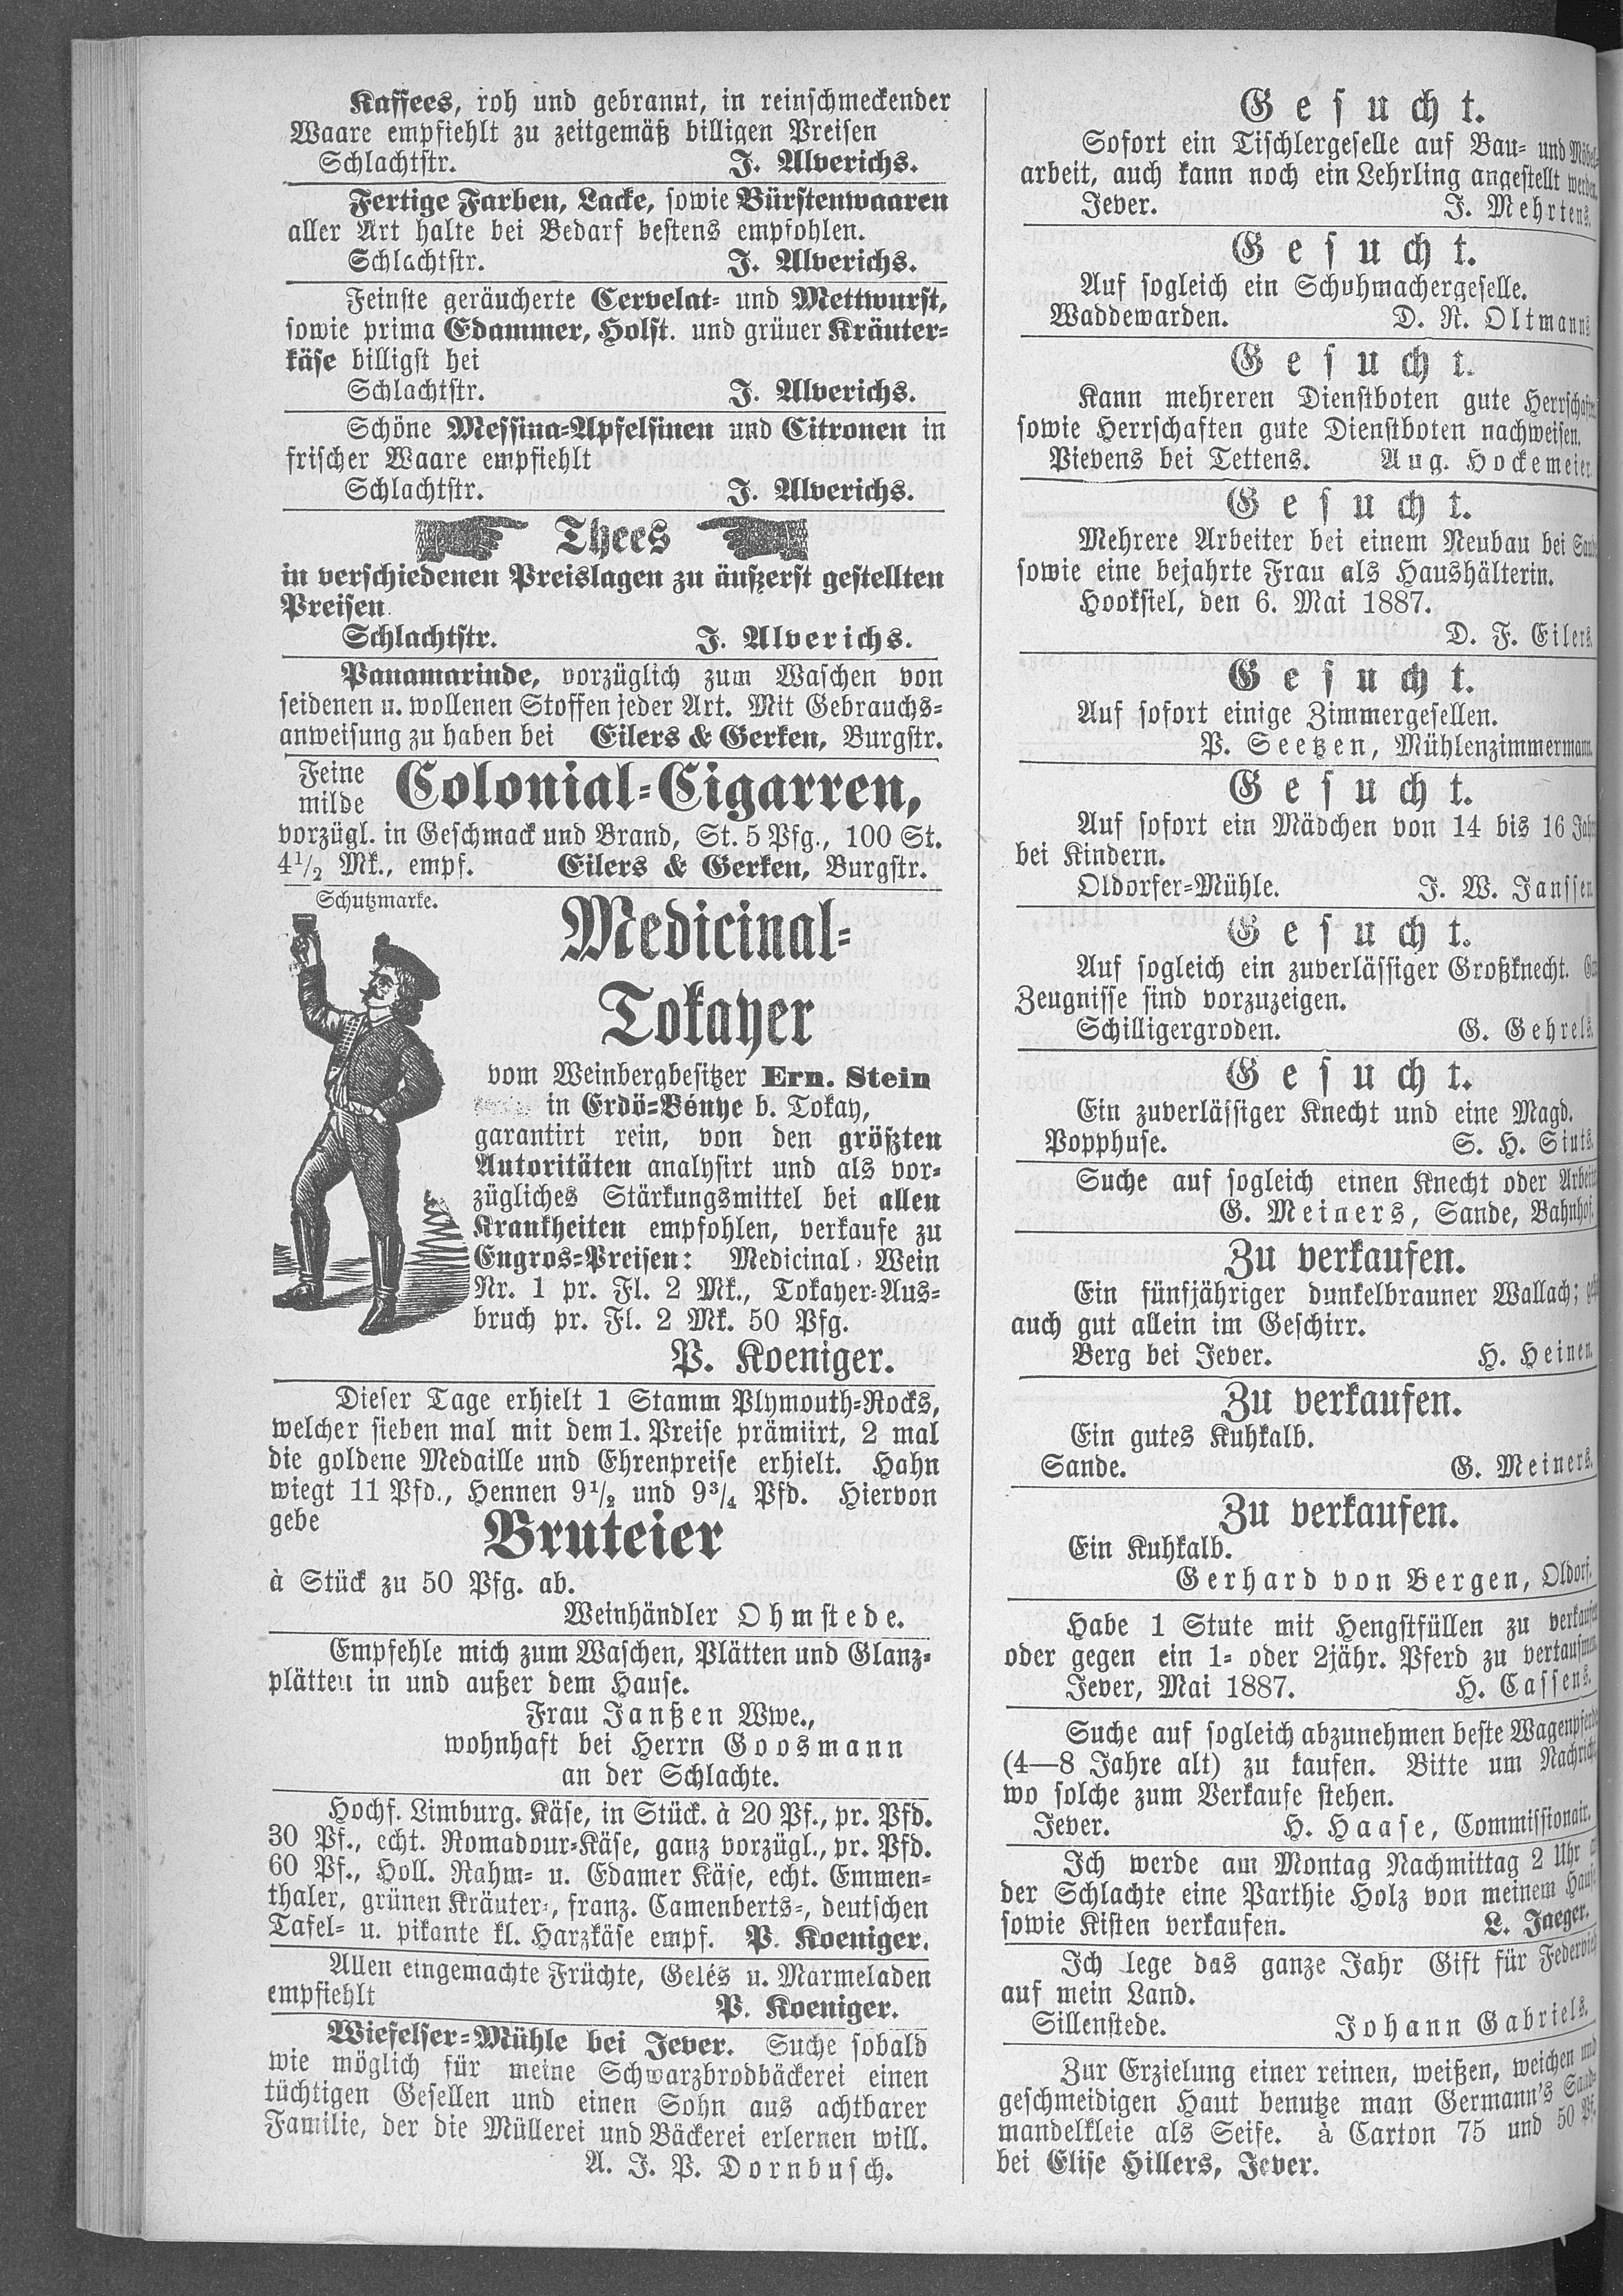 Kaffees, roh und gebrannt, in reinschmeckender
Waare empfiehlt zu zeitgemäß billigen Preisen
Schlachtstr. J. Alverichs.
Fertige Farben, Lacke, sowie Bürstenwaaren
aller Art halte bei Bedarf bestens empfohlen.
Schlachtstr. J. Alverichs.
Feinste geräucherte Cervelat- und Mettwurst,
sowie prima Edammer, Holst. und grüner Kräuter-
käse billigst hei
Schlachtstr. J. Alverichs.
Schöne Messina-Apfelsinen und Citronen in
frischer Waare empfiehlt
Schlachtstr. J. Alverichs.
Thees
in verschiedenen Preislagen zu äußerst gestellten
Preisen.
Schlachtstr. J. Alverichs.
Panamarinde, vorzüglich zum Waschen von
seidenen u. wollenen Stoffen jeder Art. Mit Gebrauchs-
anweisung zu haben bei Eilers & Gerken, Burgstr.
Feine
milde Colonial-Cigarren,
vorzügl. in Geschmack und Brand, St. 5 Pfg., 100 St.
4 1/2 Mk., empf. Eilers & Gerken, Burgstr.
Schutzmarke.
Medicinal-
Tokayer
vom Weinbergbesitzer Ern. Stein
in Erdö-Bénye b. Tokay,
garantirt rein, von den größten
Autoritäten analysirt und als vor-
zügliches Stärkungsmittel bei allen
Krankheiten empfohlen, verkaufe zu
Engros-Preisen: Medicinal-Wein
Nr. 1 pr. Fl. 2 Mk., Tokayer-Aus-
bruch pr. Fl. 2 Mk. 50 Pfg.
P. Koeniger.
Dieser Tage erhielt 1 Stamm Plymouth-Rocks,
welcher sieben mal mit dem 1. Preise prämiirt, 2 mal
die goldene Medaille und Ehrenpreise erhielt. Hahn
wiegt 11 Pfd., Hennen 9 1/2 und 9 3/4 Pfd. Hiervon
gebe Bruteier
à Stück zu 50 Pfg. ab.
Weinhändler Ohmstede.
Empfehle mich zum Waschen, Plätten und Glanz-
plätten in und außer dem Hause.
Frau Janßen Wwe.,
wohnhaft bei Herrn Goosmann
an der Schlachte.
Hochf. Limburg. Käse, in Stück. à 20 Pf., pr. Pfd.
30 Pf., echt. Romadour-Käse, ganz vorzügl., pr. Pfd.
60 Pf., Holl. Rahm- u. Edamer Käse, echt. Emmen-
thaler, grünen Kräuter-, franz. Camenberts-, deutschen
Tafel- u. pikante kl. Harzkäse empf. P. Koeniger.
Allen eingemachte Früchte, Gelés u. Marmeladen
empfiehlt P. Koeniger.
Wiefelser-Mühle bei Jever. Suche sobald
wie möglich für meine Schwarzbrodbäckerei einen
tüchtigen Gesellen und einen Sohn aus achtbarer
Familie, der die Müllerei und Bäckerei erlernen will.
A. J. P. Dornbusch.
Gesucht.
Sofort ein Tischlergeselle auf Bau- und Möbel-
arbeit, auch kann noch ein Lehrling angestellt werden.
Jever. J. Mehrtens.
Gesucht.
Auf sogleich ein Schuhmachergeselle.
Waddewarden. D. N. Oltmanns.
Gesucht.
Kann mehreren Dienstboten gute
sowie Herrschaften gute Dienstboten nachweisen.
Pievens bei Tettens. Aug. Hockemeier.
Gesucht.
Mehrere Arbeiter bei einem Neubau bei Sande
sowie eine bejahrte Frau als Haushälterin.
Hooksiel, den 6. Mai 1887.
D. F. Eilers.
Gesucht.
Auf sofort einige Zimmergesellen.
P. Seetzen, Mühlenzimmermann.
Gesucht.
Auf sofort ein Mädchen von 14 bis 16
bei Kindern.
Oldorfer-Mühle. J. W. Janssen.
Gesucht.
Auf sogleich ein zuverlässiger Großknecht.
Zeugnisse sind vorzuzeigen.
Schilligergroden. G. Gehrels.
Gesucht.
Ein zuverlässiger Knecht und eine Magd.
Popphuse. S. H. Siuts.
Suche auf sogleich einen Knecht oder
G. Meiners, Sande, Bahnhof.
Zu verkaufen.
Ein fünfjähriger dunkelbrauner Wallach;
auch gut allein im Geschirr.
Berg bei Jever. H. Heinen.
Zu verkaufen.
Ein gutes Kuhkalb.
Sande. G. Meiners.
Zu verkaufen.
Ein Kuhkalb.
Gerhard von Bergen, Oldorf.
Habe 1 Stute mit Hengstfüllen zu verkaufen
oder gegen ein 1- oder 2jähr. Pferd zu
Jever, Mai 1887. H. Cassens.
Suche auf sogleich abzunehmen beste Wagenpferde
(4—8 Jahre alt) zu kaufen. Bitte um Nachricht,
wo solche zum Verkaufe stehen.
Jever. H. Haase, Commissionair.
Ich werde am Montag Nachmittag 2 Uhr
der Schlachte eine Parthie Holz von meinem Hause
sowie Kisten verkaufen. L. Jaeger.
Ich lege das ganze Jahr Gift für Federvieh
auf mein Land.
Sillenstede. Johann Gabriels.
Zur Erzielung einer reinen, weißen, weichen und
geschmeidigen Haut benutze man Germann's Sand-
mandelkleie als Seife. à Carton 75 und 50 Pf.
bei Elise Hillers, Jever.